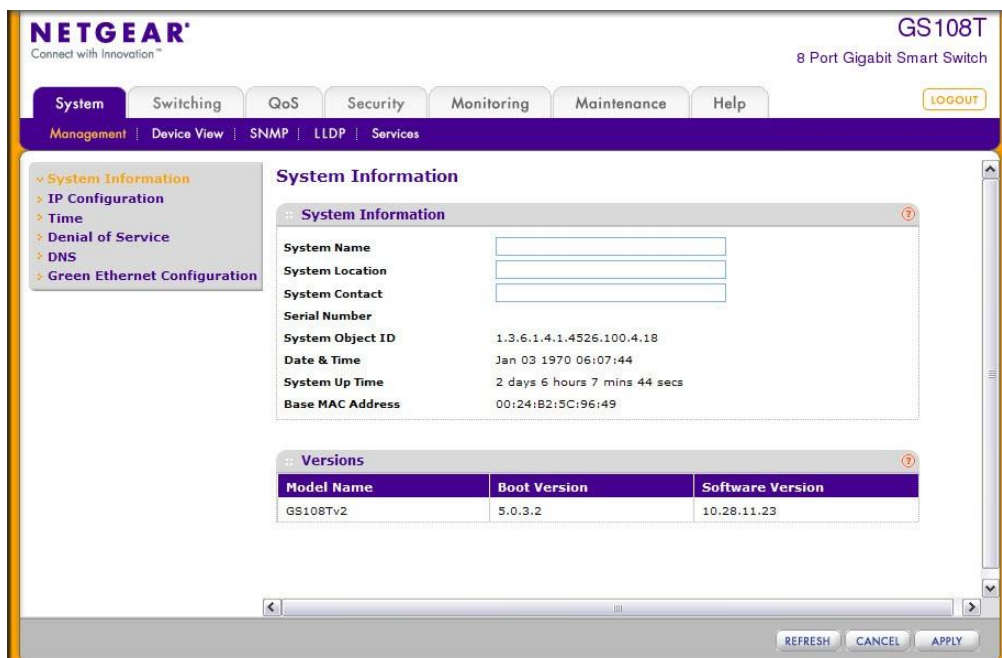 NETGEAR®
Connect with Innovation™
GS108T
8 Port Gigabit Smart Switch
System Switching QoS Security Monitoring Maintenance Help LOGOUT
Management Device View SNMP LLDP Services
System Information
IP Configuration
Time
Denial of Service
DNS
Green Ethernet Configuration
System Information
System Information ?
System Name
System Location
System Contact
Serial Number
System Object ID 1.3.6.1.4.1.4526.100.4.18
Date & Time Jan 03 1970 06:07:44
System Up Time 2 days 6 hours 7 mins 44 secs
Base MAC Address 00:24:B2:5C:96:49
Versions ?
Model Name Boot Version Software Version
GS108Tv2 5.0.3.2 10.28.11.23
REFRESH CANCEL APPLY